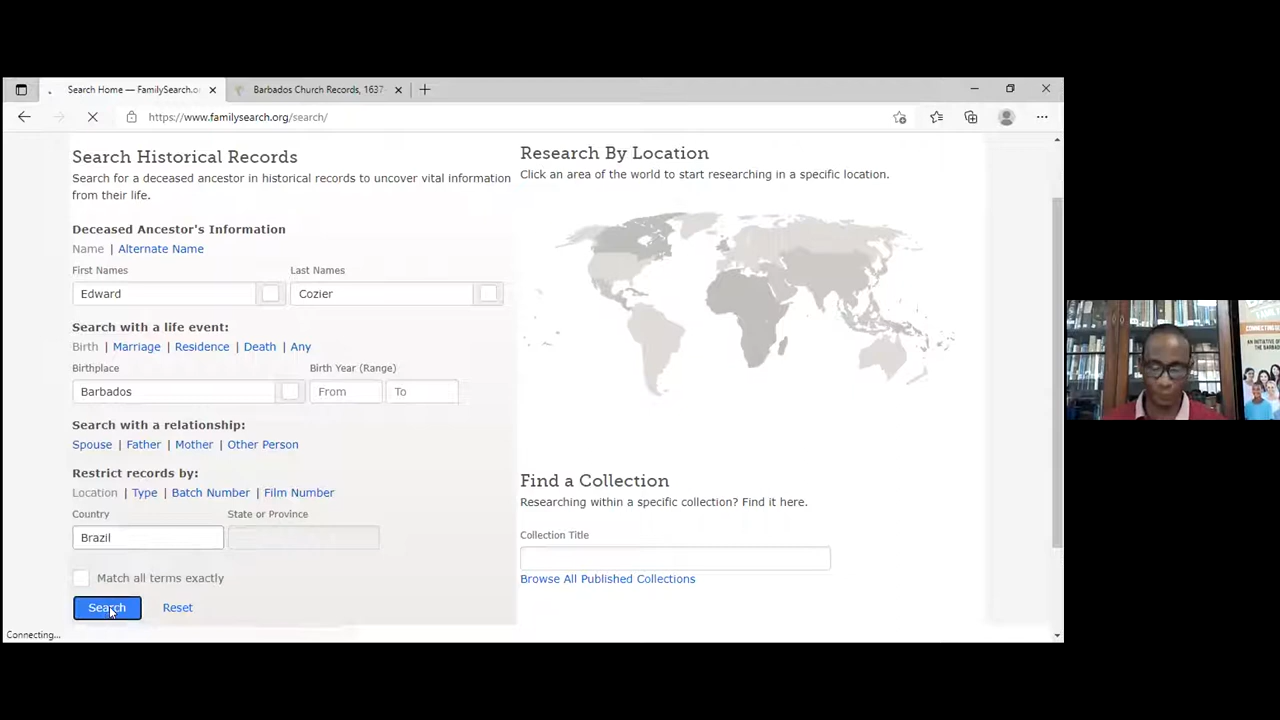 Search Home — FamilySearch.o
Barbados Church Records, 1637
https://www.familysearch.org/search/
Search Historical Records
Search for a deceased ancestor in historical records to uncover vital information
from their life.
Deceased Ancestor's Information
Name | Alternate Name
First Names
Last Names
Edward
Cozier
Search with a life event:
Birth | Marriage | Residence | Death | Any
Birthplace
Birth Year (Range)
Barbados
From
To
Search with a relationship:
Spouse | Father | Mother | Other Person
Restrict records by:
Location | Type | Batch Number | Film Number
Country
State or Province
Brazil
Match all terms exactly
Search
Reset
Connecting...
Research By Location
Click an area of the world to start researching in a specific location.
Find a Collection
Researching within a specific collection? Find it here.
Collection Title
Browse All Published Collections
AN INITIATIVE O
THE BARBAD